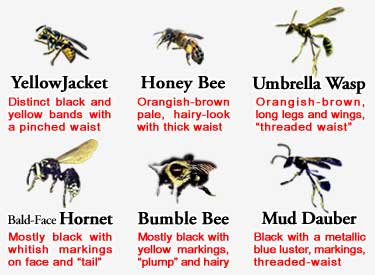 YellowJacket
Distinct black and
yellow bands with
a pinched waist
Honey Bee
Orangish-brown
pale, hairy-look
with thick waist
Umbrella Wasp
Orangish-brown,
long legs and wings,
“threaded waist”
Bald-Face Hornet
Mostly black with
whitish markings
on face and “tail”
Bumble Bee
Mostly black with
yellow markings,
“plump” and hairy
Mud Dauber
Black with a metallic
blue luster, markings,
threaded-waist